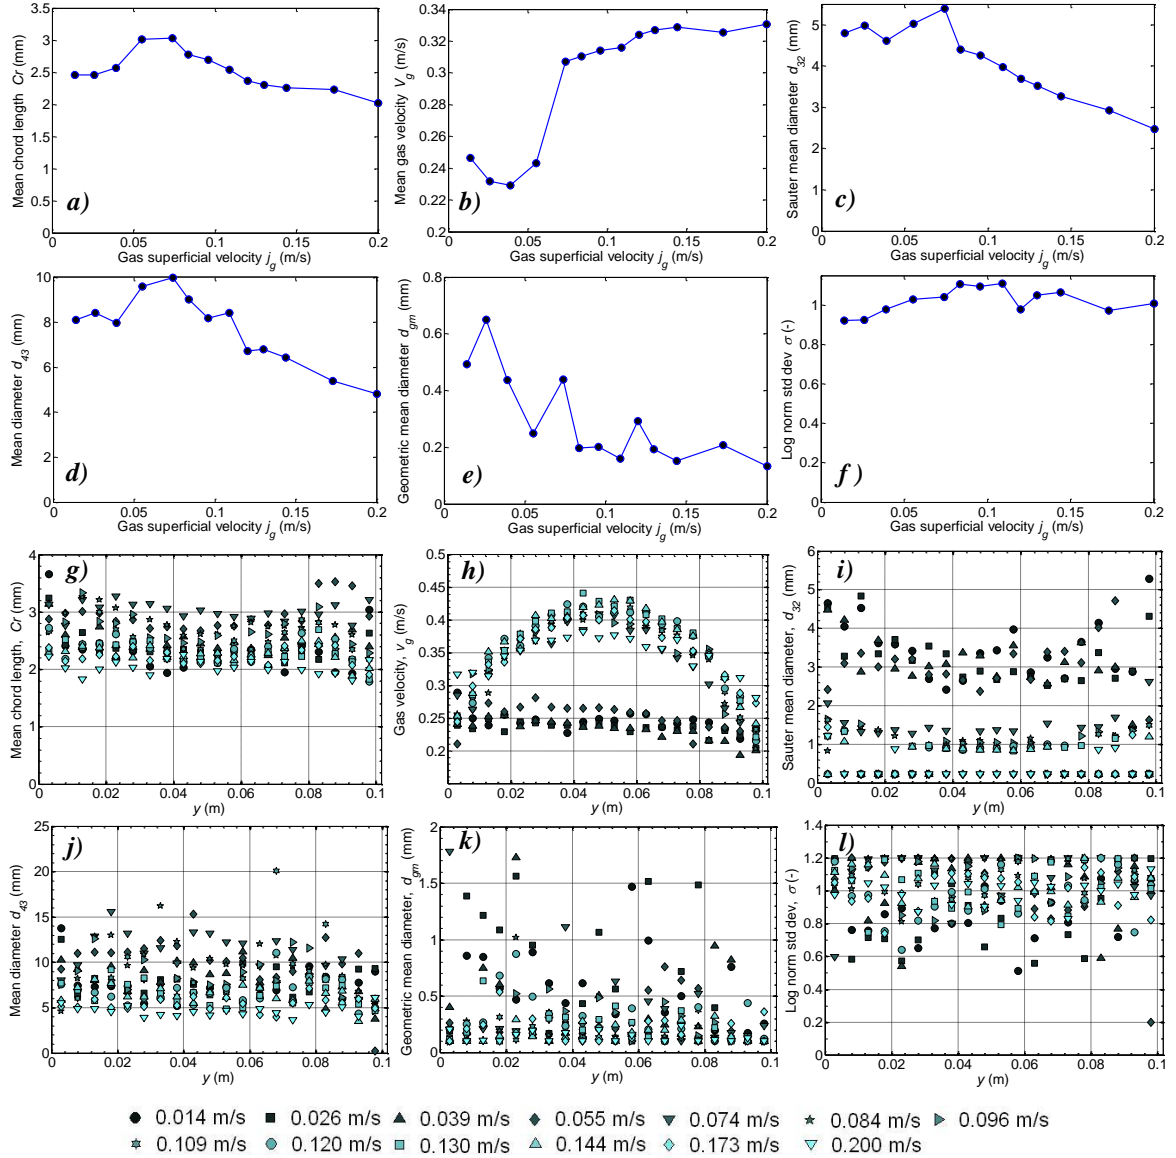 Mean chord length Cr (mm)
3.5
3
2.5
2
1.5
1
0.5
0
a)
0 0.05 0.1 0.15 0.2
Gas superficial velocity jg (m/s)
Mean gas velocity Vg (m/s)
0.34
0.32
0.3
0.28
0.26
0.24
0.22
0.2
b)
0 0.05 0.1 0.15 0.2
Gas superficial velocity jg (m/s)
Sauter mean diameter d32 (mm)
5
4
3
2
1
0
c)
0 0.05 0.1 0.15 0.2
Gas superficial velocity jg (m/s)
Mean diameter d43 (mm)
10
8
6
4
2
0
d)
0 0.05 0.1 0.15 0.2
Gas superficial velocity jg (m/s)
Geometric mean diameter dgm (mm)
0.8
0.6
0.4
0.2
0
e)
0 0.05 0.1 0.15 0.2
Gas superficial velocity jg (m/s)
Log norm std dev σ (-)
1
0.5
0
f)
0 0.05 0.1 0.15 0.2
Gas superficial velocity jg (m/s)
Mean chord length, Cr (mm)
4
3
2
1
0
g)
0 0.02 0.04 0.06 0.08 0.1
y (m)
Gas velocity, vg (m/s)
0.5
0.45
0.4
0.35
0.3
0.25
0.2
h)
0 0.02 0.04 0.06 0.08 0.1
y (m)
Sauter mean diameter, d32 (mm)
6
5
4
3
2
1
0
i)
0 0.02 0.04 0.06 0.08 0.1
y (m)
Mean diameter d43 (mm)
25
20
15
10
5
0
j)
0 0.02 0.04 0.06 0.08 0.1
y (m)
Geometric mean diameter, dgm (mm)
2
1.5
1
0.5
0
k)
0 0.02 0.04 0.06 0.08 0.1
y (m)
Log norm std dev, σ (-)
1.4
1.2
1
0.8
0.6
0.4
0.2
0
l)
0 0.02 0.04 0.06 0.08 0.1
y (m)
0.014 m/s 0.026 m/s 0.039 m/s 0.055 m/s 0.074 m/s 0.084 m/s 0.096 m/s
0.109 m/s 0.120 m/s 0.130 m/s 0.144 m/s 0.173 m/s 0.200 m/s